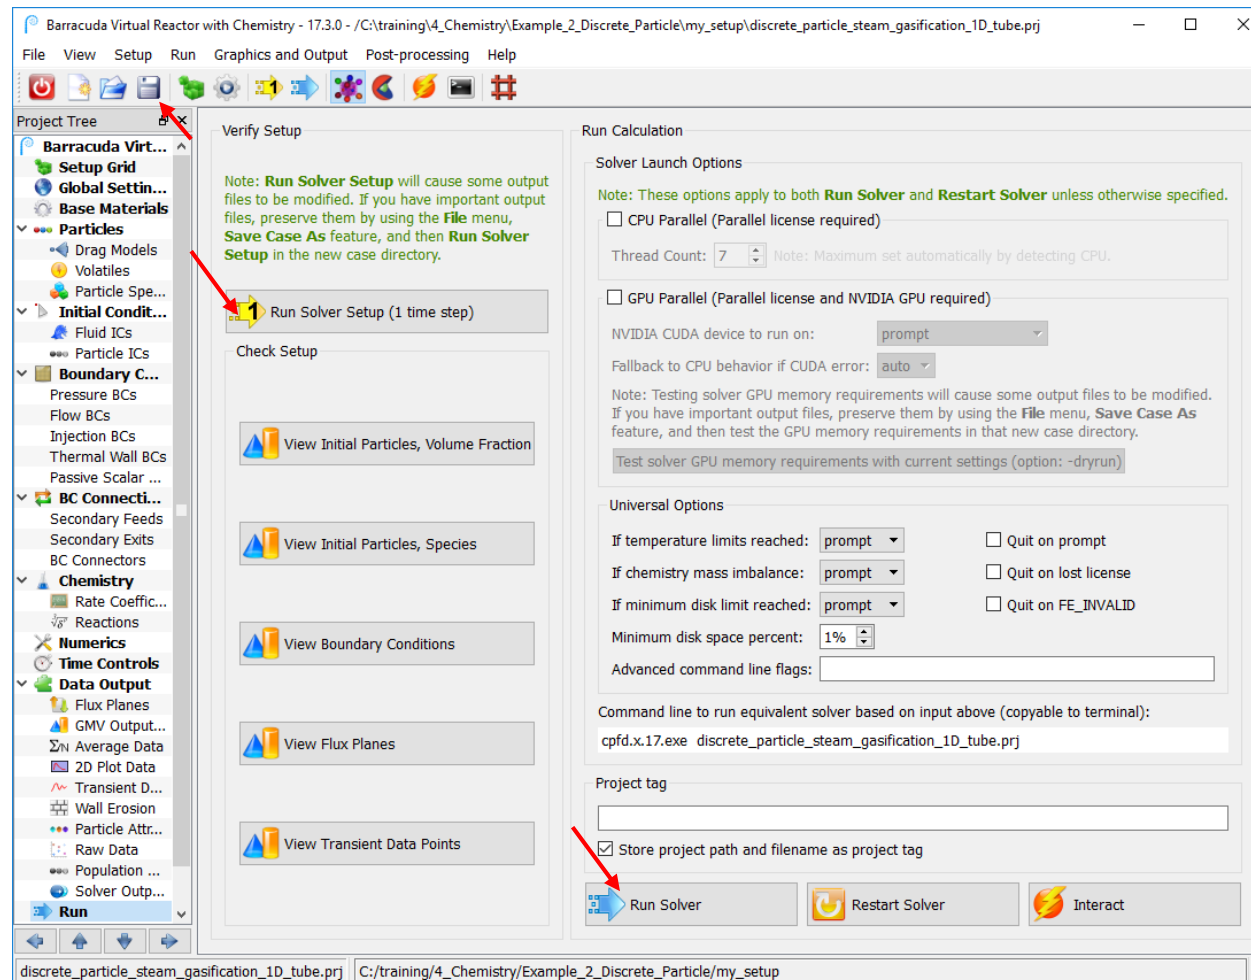 Barracuda Virtual Reactor with Chemistry - 17.3.0 - /C:\training\4_Chemistry\Example_2_Discrete_Particle\my_setup\discrete_particle_steam_gasification_1D_tube.prj
File View Setup Run Graphics and Output Post-processing Help
1
Project Tree
Barracuda Virt...
Setup Grid
Global Settin...
Base Materials
Particles
Drag Models
Volatiles
Particle Spe...
Initial Condit...
Fluid ICs
Particle ICs
Boundary C...
Pressure BCs
Flow BCs
Injection BCs
Thermal Wall BCs
Passive Scalar ...
BC Connecti...
Secondary Feeds
Secondary Exits
BC Connectors
Chemistry
Rate Coeffic...
Reactions
Numerics
Time Controls
Data Output
Flux Planes
GMV Output...
Average Data
2D Plot Data
Transient D...
Wall Erosion
Particle Attr...
Raw Data
Population ...
Solver Outp...
Run
Verify Setup
Note: Run Solver Setup will cause some output
files to be modified. If you have important output
files, preserve them by using the File menu,
Save Case As feature, and then Run Solver
Setup in the new case directory.
1 Run Solver Setup (1 time step)
Check Setup
View Initial Particles, Volume Fraction
View Initial Particles, Species
View Boundary Conditions
View Flux Planes
View Transient Data Points
Run Calculation
Solver Launch Options
Note: These options apply to both Run Solver and Restart Solver unless otherwise specified.
CPU Parallel (Parallel license required)
Thread Count: 7 Note: Maximum set automatically by detecting CPU.
GPU Parallel (Parallel license and NVIDIA GPU required)
NVIDIA CUDA device to run on: prompt
Fallback to CPU behavior if CUDA error: auto
Note: Testing solver GPU memory requirements will cause some output files to be modified.
If you have important output files, preserve them by using the File menu, Save Case As
feature, and then test the GPU memory requirements in that new case directory.
Test solver GPU memory requirements with current settings (option: -dryrun)
Universal Options
If temperature limits reached: prompt Quit on prompt
If chemistry mass imbalance: prompt Quit on lost license
If minimum disk limit reached: prompt Quit on FE_INVALID
Minimum disk space percent: 1%
Advanced command line flags:
Command line to run equivalent solver based on input above (copyable to terminal):
cpfd.x.17.exe discrete_particle_steam_gasification_1D_tube.prj
Project tag
Store project path and filename as project tag
Run Solver Restart Solver Interact
discrete_particle_steam_gasification_1D_tube.prj C:/training/4_Chemistry/Example_2_Discrete_Particle/my_setup